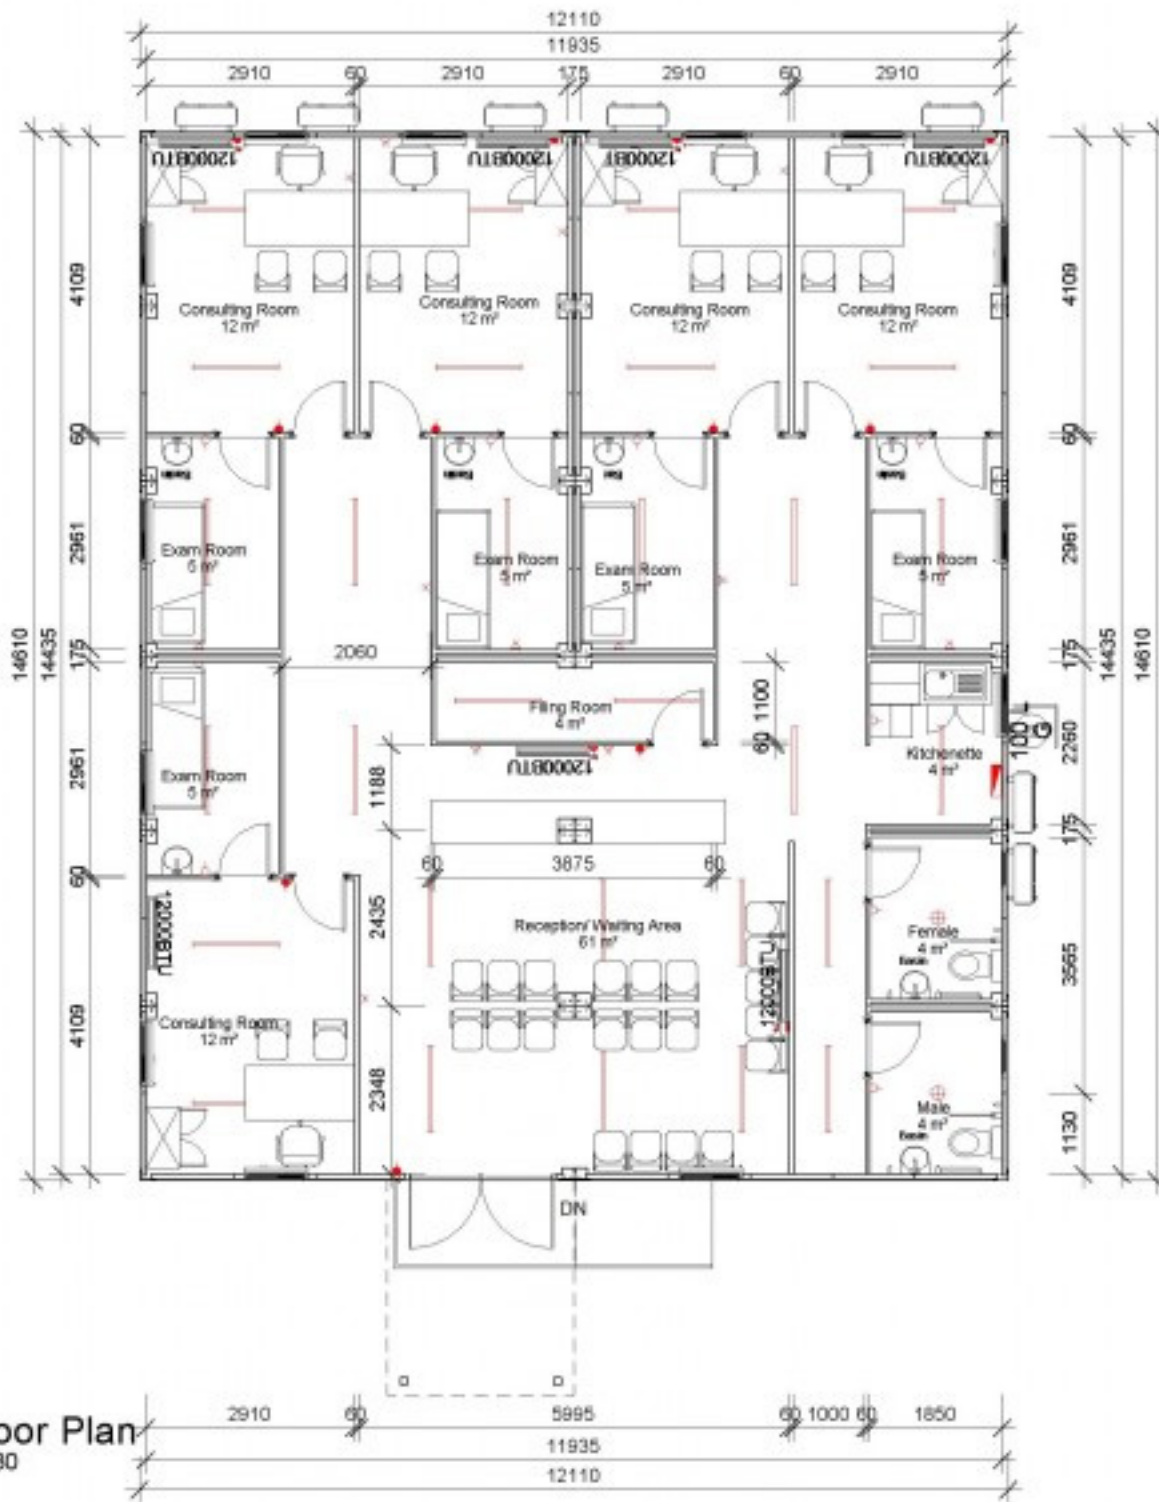 12110
11935
2910 60 2910 175 2910 60 2910
12000BTU 12000BTU 12000BTU 12000BTU
4109
4109
Consulting Room
12 m²
Consulting Room
12 m²
Consulting Room
12 m²
Consulting Room
12 m²
60
60
Basin
Basin
Basin
2961
2961
Exam Room
5 m²
Exam Room
5 m²
Exam Room
5 m²
Exam Room
5 m²
14610
14435
14435
14610
175
175
2060
Filing Room
4 m²
1100
60
12000BTU
2961
Exam Room
5 m²
1188
Kitchenette
4 m²
100
G
2260
175
60
60 3875 60
12000BTU
2435
Reception/ Waiting Area
61 m²
12000BTU
Female
4 m²
Basin
3565
4109
Consulting Room
12 m²
2348
Male
4 m²
Basin
1130
DN
2910 60 5995 60 1000 60 1850
oor Plan
11935
12110